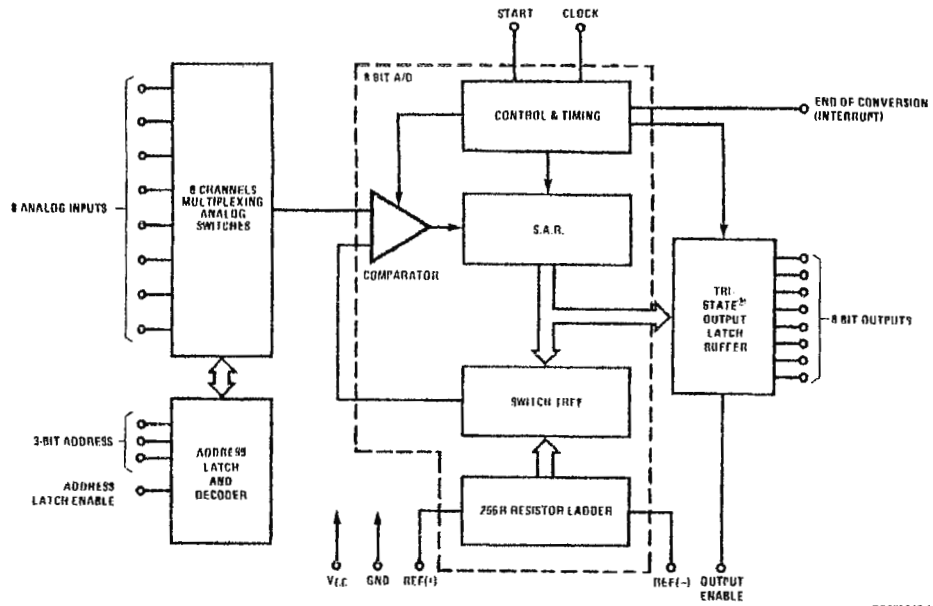 START
CLOCK
8 BIT A/D
CONTROL & TIMING
END OF CONVERSION
(INTERRUPT)
8 ANALOG INPUTS
8 CHANNELS
MULTIPLEXING
ANALOG
SWITCHES
COMPARATOR
S.A.R.
TRI-
STATE®
OUTPUT
LATCH
BUFFER
8 BIT OUTPUTS
SWITCH TREE
3-BIT ADDRESS
ADDRESS
LATCH ENABLE
ADDRESS
LATCH
AND
DECODER
256R RESISTOR LADDER
VCC
GND
REF(+)
REF(−)
OUTPUT
ENABLE